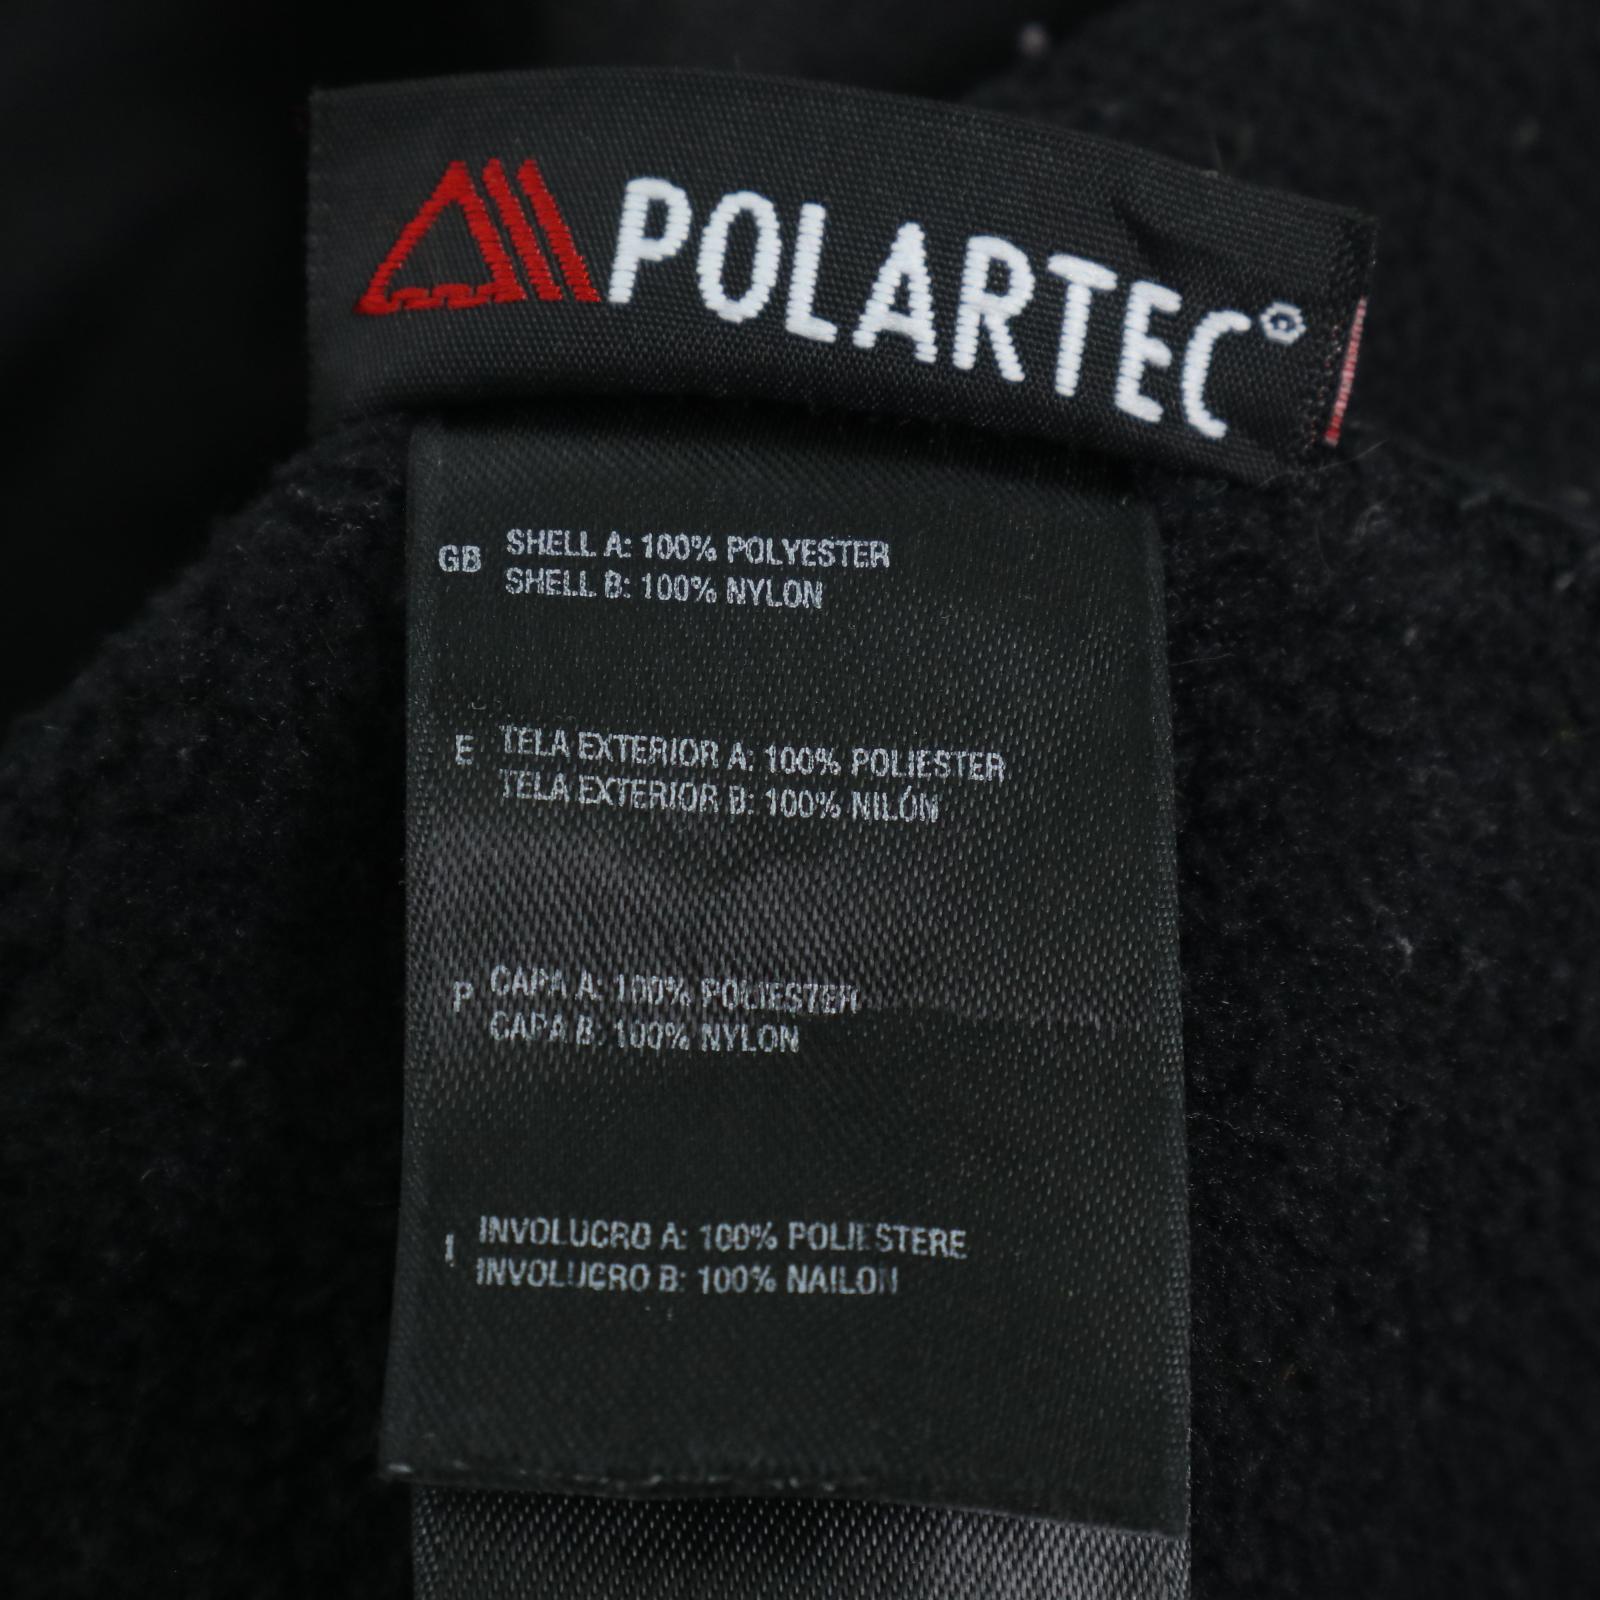 POLARTEC®
GB SHELL A: 100% POLYESTER
SHELL B: 100% NYLON
E TELA EXTERIOR A: 100% POLIESTER
TELA EXTERIOR B: 100% NILÓN
P CAPA A: 100% POLIESTER
CAPA B: 100% NYLON
I INVOLUCRO A: 100% POLIESTERE
INVOLUCRO B: 100% NAILON